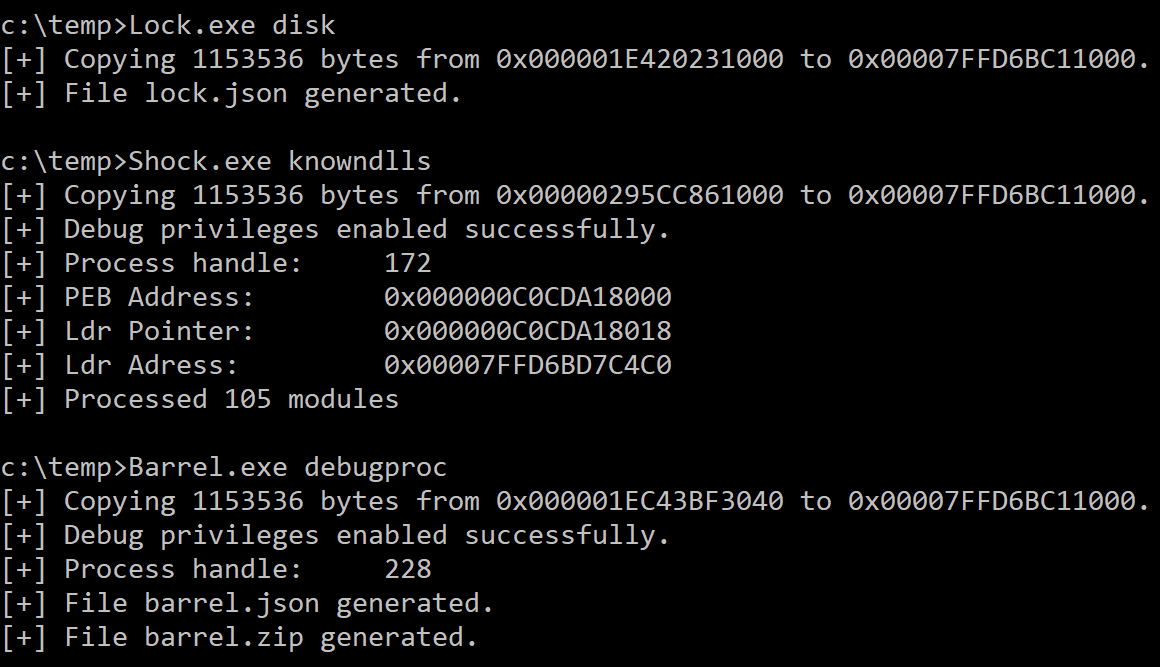 c:\temp>Lock.exe disk
[+] Copying 1153536 bytes from 0x000001E420231000 to 0x00007FFD6BC11000.
[+] File lock.json generated.
c:\temp>Shock.exe knowndlls
[+] Copying 1153536 bytes from 0x00000295CC861000 to 0x00007FFD6BC11000.
[+] Debug privileges enabled successfully.
[+] Process handle:     172
[+] PEB Address:        0x000000C0CDA18000
[+] Ldr Pointer:        0x000000C0CDA18018
[+] Ldr Adress:         0x00007FFD6BD7C4C0
[+] Processed 105 modules
c:\temp>Barrel.exe debugproc
[+] Copying 1153536 bytes from 0x000001EC43BF3040 to 0x00007FFD6BC11000.
[+] Debug privileges enabled successfully.
[+] Process handle:     228
[+] File barrel.json generated.
[+] File barrel.zip generated.